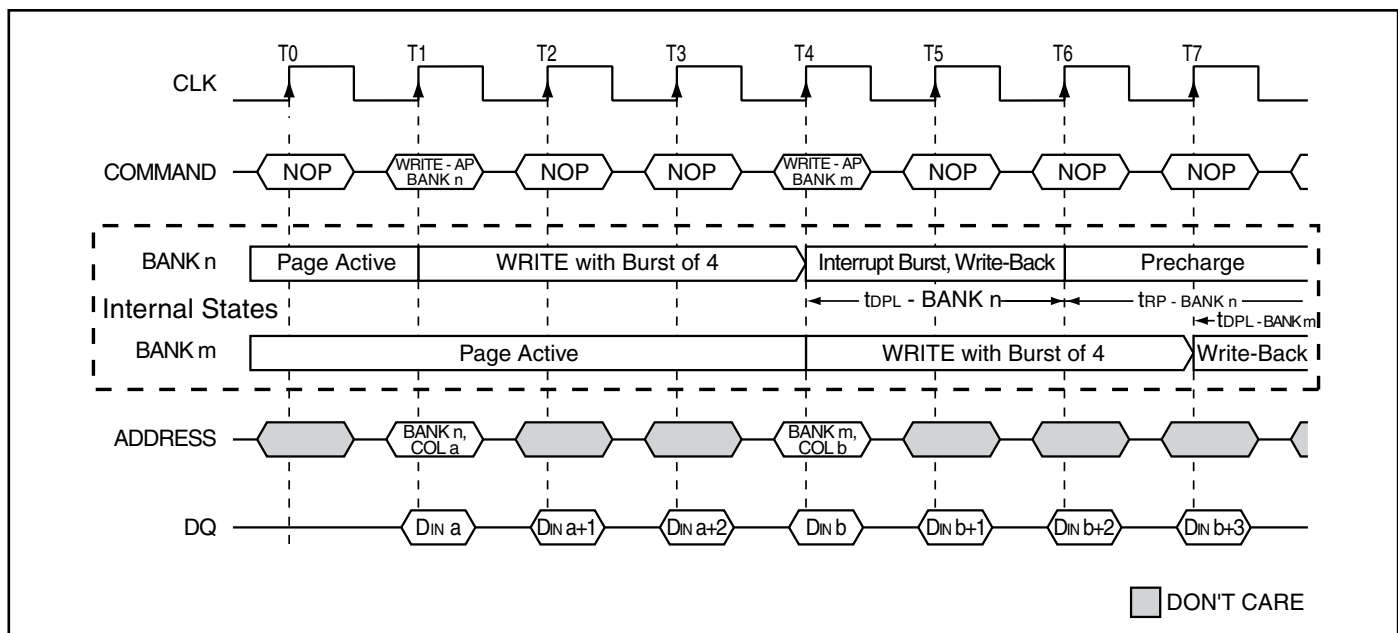 T0 T1 T2 T3 T4 T5 T6 T7
CLK
COMMAND NOP WRITE - AP BANK n NOP NOP WRITE - AP BANK m NOP NOP NOP
BANK n Page Active WRITE with Burst of 4 Interrupt Burst, Write-Back Precharge
Internal States tDPL - BANK n tRP - BANK n
tDPL - BANK m
BANK m Page Active WRITE with Burst of 4 Write-Back
ADDRESS BANK n, COL a BANK m, COL b
DQ DIN a DIN a+1 DIN a+2 DIN b DIN b+1 DIN b+2 DIN b+3
DON'T CARE